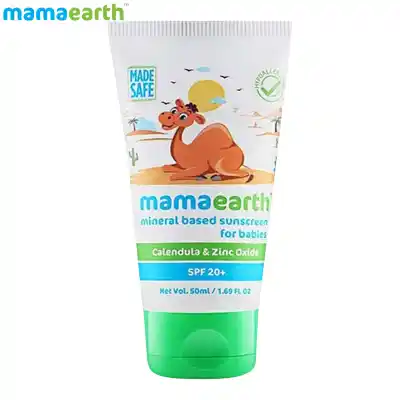 mamaearth™
MADE
SAFE
mamaearth
mineral based sunscreen
for babies
Calendula & Zinc Oxide
SPF 20+
Net Vol. 50ml / 1.69 FL OZ